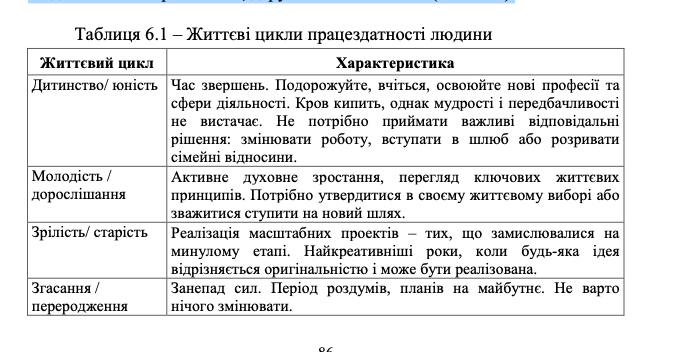 Таблиця 6.1 – Життєві цикли працездатності людини
Життєвий цикл Характеристика
Дитинство/ юність Час звершень. Подорожуйте, вчіться, освоюйте нові професії та
сфери діяльності. Кров кипить, однак мудрості і передбачливості
не вистачає. Не потрібно приймати важливі відповідальні
рішення: змінювати роботу, вступати в шлюб або розривати
сімейні відносини.
Молодість / Активне духовне зростання, перегляд ключових життєвих
дорослішання принципів. Потрібно утвердитися в своєму життєвому виборі або
зважитися ступити на новий шлях.
Зрілість/ старість Реалізація масштабних проектів – тих, що замислювалися на
минулому етапі. Найкреативніші роки, коли будь-яка ідея
відрізняється оригінальністю і може бути реалізована.
Згасання / Занепад сил. Період роздумів, планів на майбутнє. Не варто
переродження нічого змінювати.